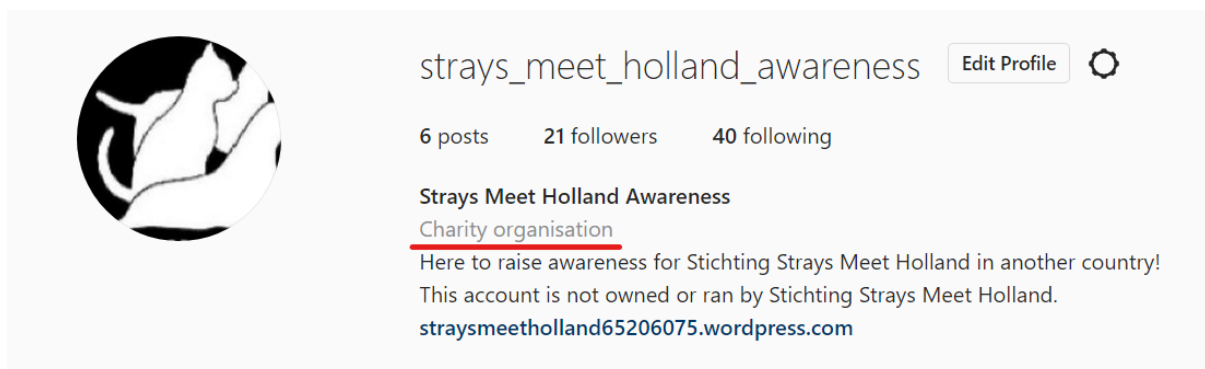 strays_meet_holland_awareness Edit Profile
6 posts 21 followers 40 following
Strays Meet Holland Awareness
Charity organisation
Here to raise awareness for Stichting Strays Meet Holland in another country!
This account is not owned or ran by Stichting Strays Meet Holland.
straysmeetholland65206075.wordpress.com